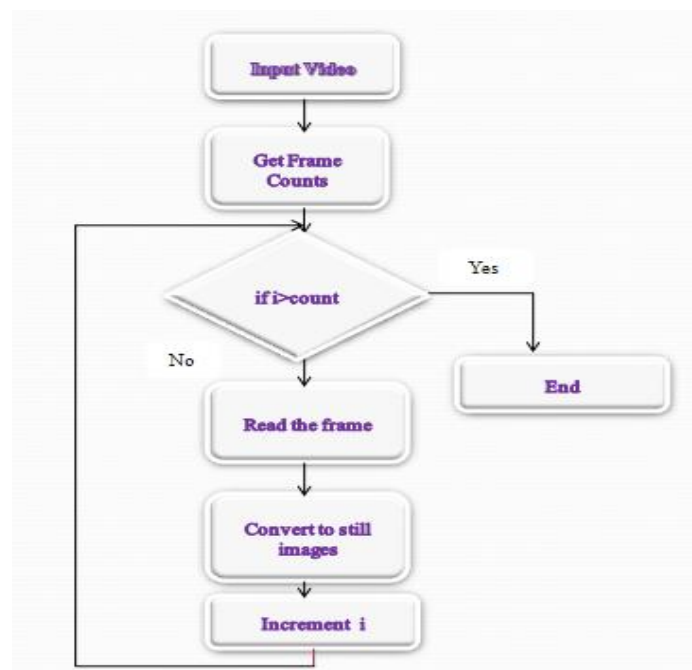 Input Video
Get Frame
Counts
if i>count
Yes
No
End
Read the frame
Convert to still
images
Increment i